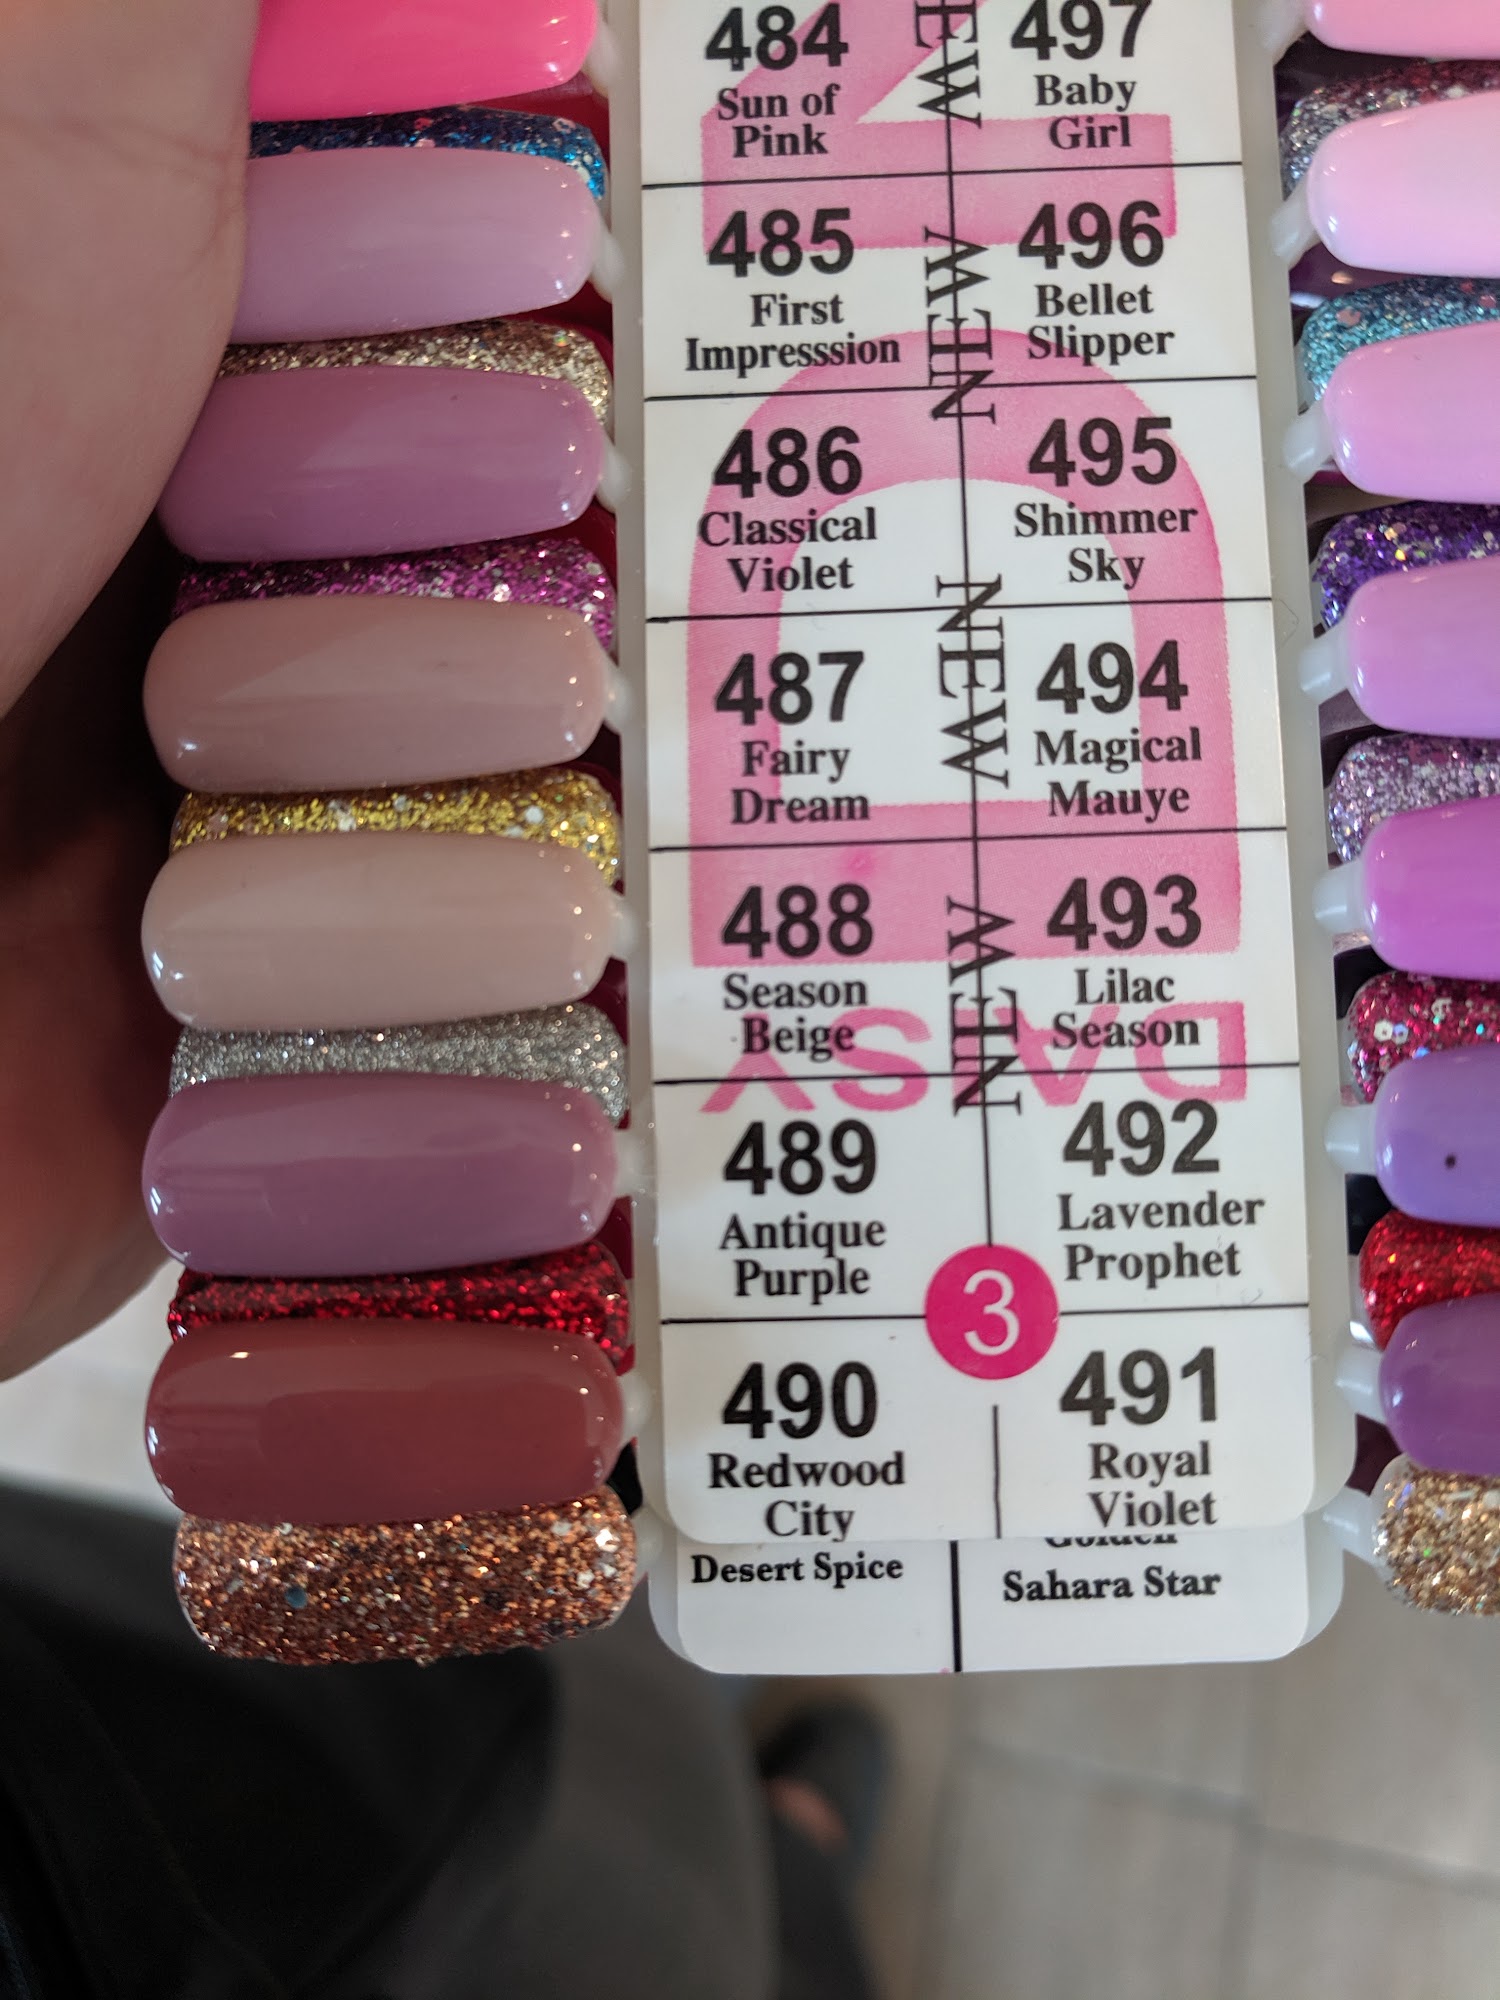 484
Sun of
Pink
497
Baby
Girl
485
First
Impresssion
496
Bellet
Slipper
486
Classical
Violet
495
Shimmer
Sky
487
Fairy
Dream
494
Magical
Mauye
488
Season
Beige
493
Lilac
Season
489
Antique
Purple
492
Lavender
Prophet
490
Redwood
City
491
Royal
Violet
3
NEW
NEW
NEW
DAISY
Desert Spice
Golden
Sahara Star